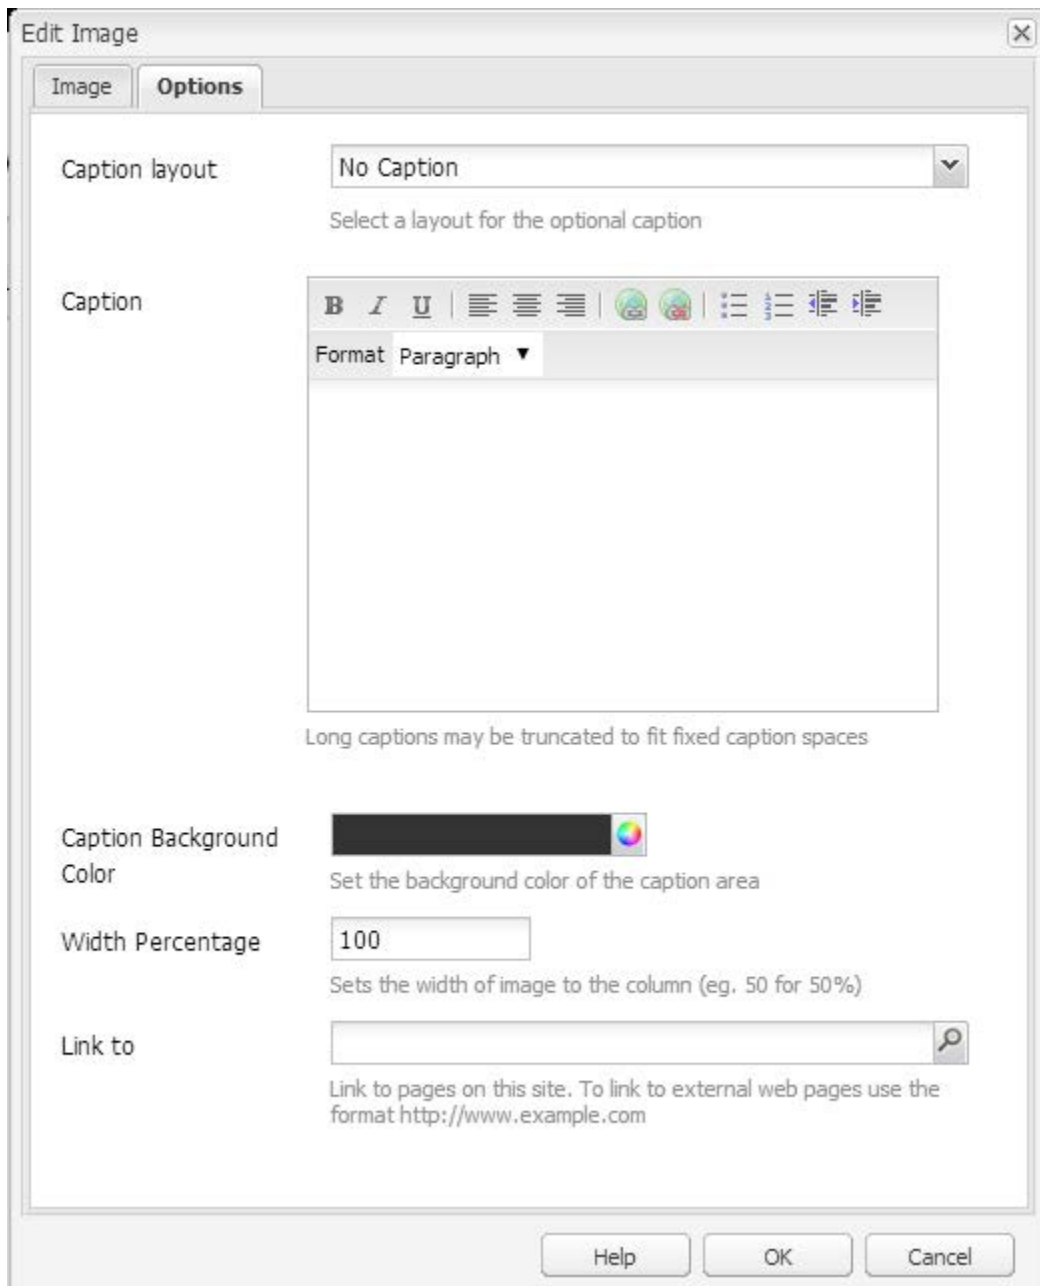 Edit Image
Image Options
Caption layout No Caption
Select a layout for the optional caption
Caption B I U
Format Paragraph
Long captions may be truncated to fit fixed caption spaces
Caption Background
Color
Set the background color of the caption area
Width Percentage 100
Sets the width of image to the column (eg. 50 for 50%)
Link to
Link to pages on this site. To link to external web pages use the
format http://www.example.com
Help OK Cancel